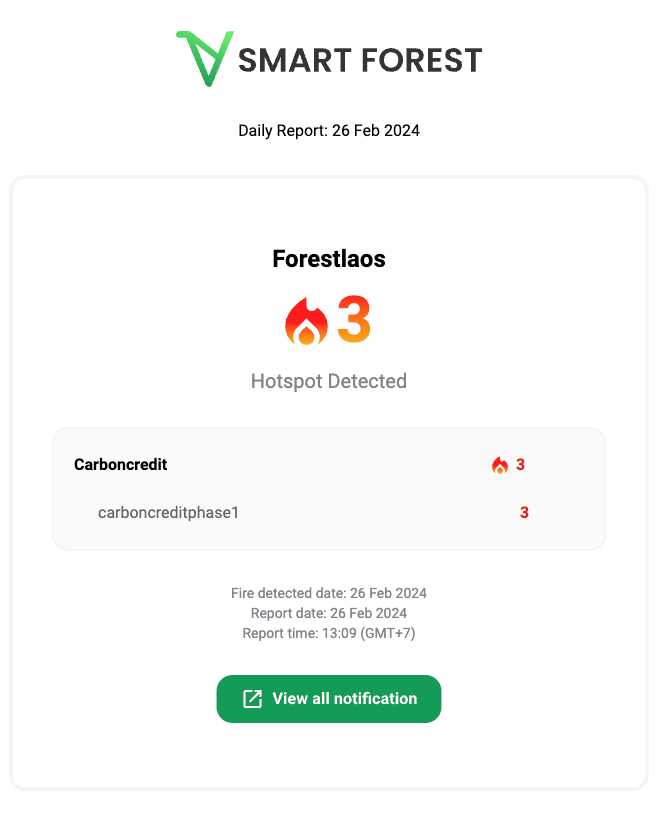 SMART FOREST
Daily Report: 26 Feb 2024
Forestlaos
3
Hotspot Detected
Carboncredit 3
carboncreditphase1 3
Fire detected date: 26 Feb 2024
Report date: 26 Feb 2024
Report time: 13:09 (GMT+7)
View all notification